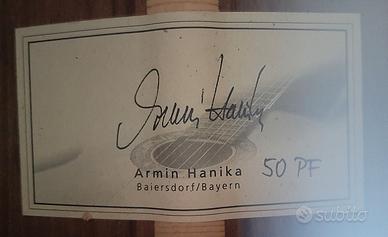 Armin Hanika
Baiersdorf/Bayern
50 PF
subito